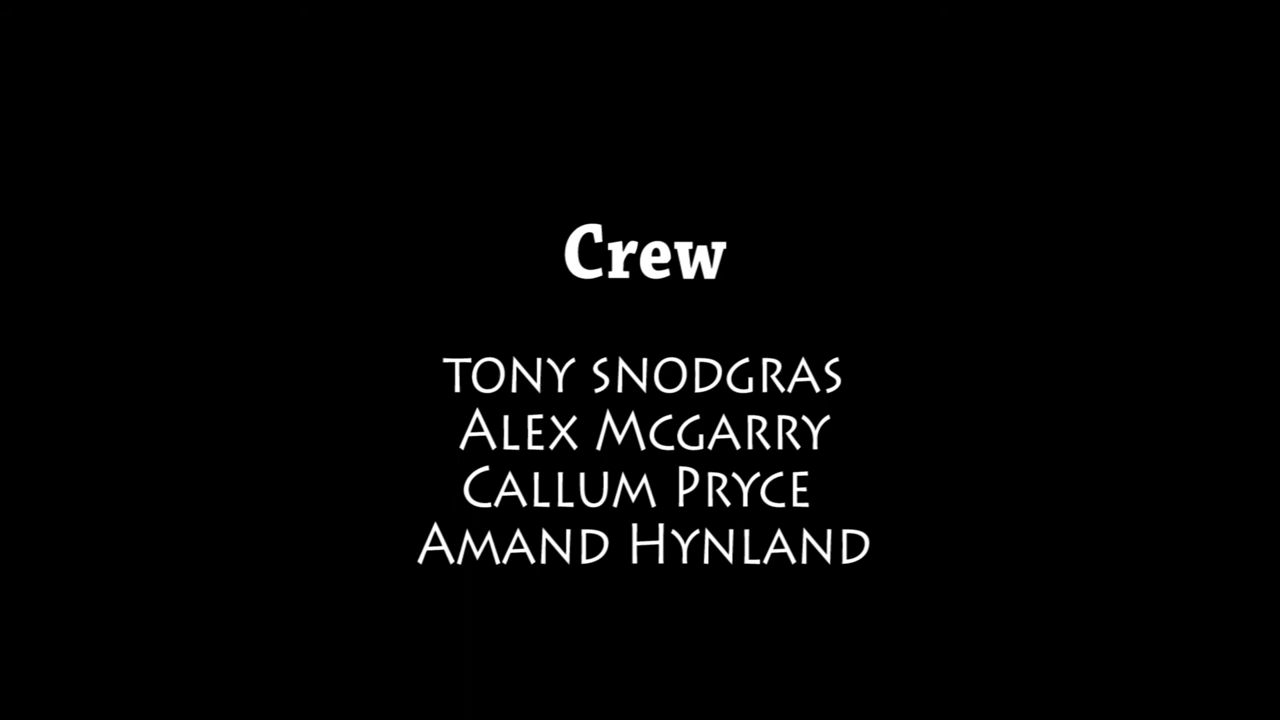 Crew
TONY SNODGRAS
ALEX MCGARRY
CALLUM PRYCE
AMAND HYNLAND